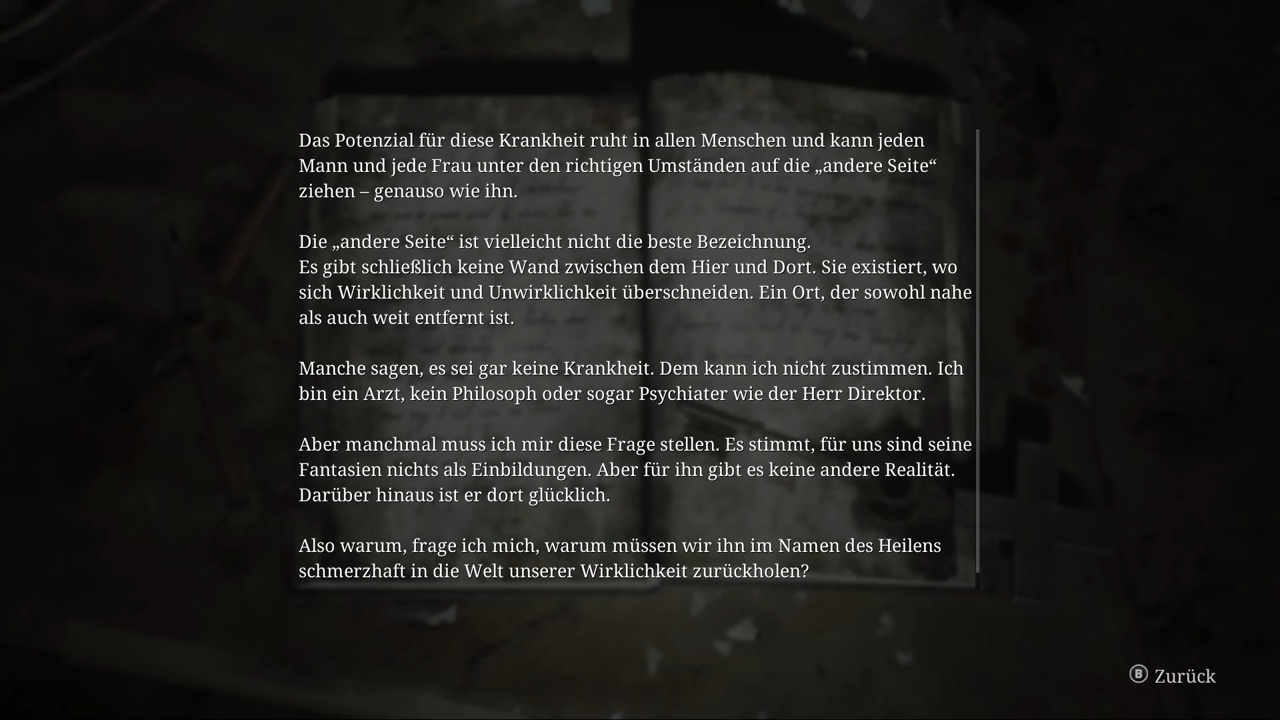 Das Potenzial für diese Krankheit ruht in allen Menschen und kann jeden
Mann und jede Frau unter den richtigen Umständen auf die „andere Seite“
ziehen – genauso wie ihn.
Die „andere Seite“ ist vielleicht nicht die beste Bezeichnung.
Es gibt schließlich keine Wand zwischen dem Hier und Dort. Sie existiert, wo
sich Wirklichkeit und Unwirklichkeit überschneiden. Ein Ort, der sowohl nahe
als auch weit entfernt ist.
Manche sagen, es sei gar keine Krankheit. Dem kann ich nicht zustimmen. Ich
bin ein Arzt, kein Philosoph oder sogar Psychiater wie der Herr Direktor.
Aber manchmal muss ich mir diese Frage stellen. Es stimmt, für uns sind seine
Fantasien nichts als Einbildungen. Aber für ihn gibt es keine andere Realität.
Darüber hinaus ist er dort glücklich.
Also warum, frage ich mich, warum müssen wir ihn im Namen des Heilens
schmerzhaft in die Welt unserer Wirklichkeit zurückholen?
B Zurück